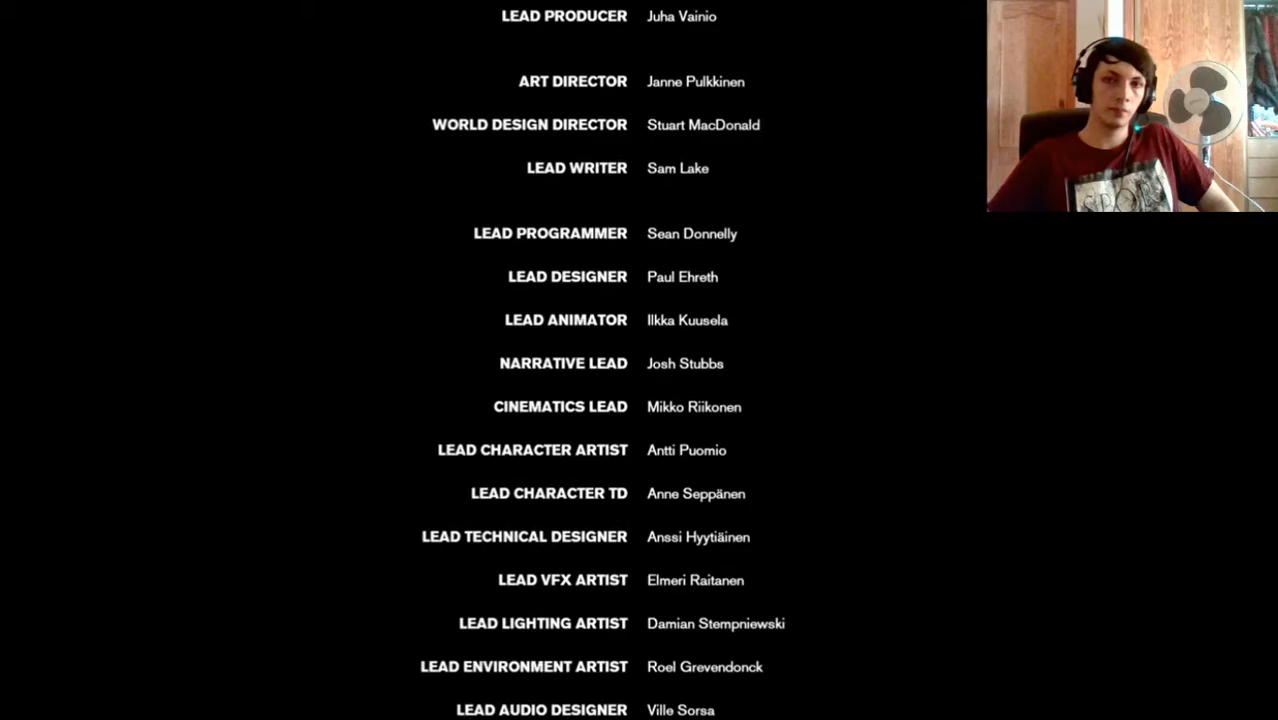 LEAD PRODUCER Juha Vainio
ART DIRECTOR Janne Pulkkinen
WORLD DESIGN DIRECTOR Stuart MacDonald
LEAD WRITER Sam Lake
LEAD PROGRAMMER Sean Donnelly
LEAD DESIGNER Paul Ehreth
LEAD ANIMATOR Ilkka Kuusela
NARRATIVE LEAD Josh Stubbs
CINEMATICS LEAD Mikko Riikonen
LEAD CHARACTER ARTIST Antti Puomio
LEAD CHARACTER TD Anne Seppänen
LEAD TECHNICAL DESIGNER Anssi Hyytiäinen
LEAD VFX ARTIST Elmeri Raitanen
LEAD LIGHTING ARTIST Damian Stempniewski
LEAD ENVIRONMENT ARTIST Roel Grevendonck
LEAD AUDIO DESIGNER Ville Sorsa